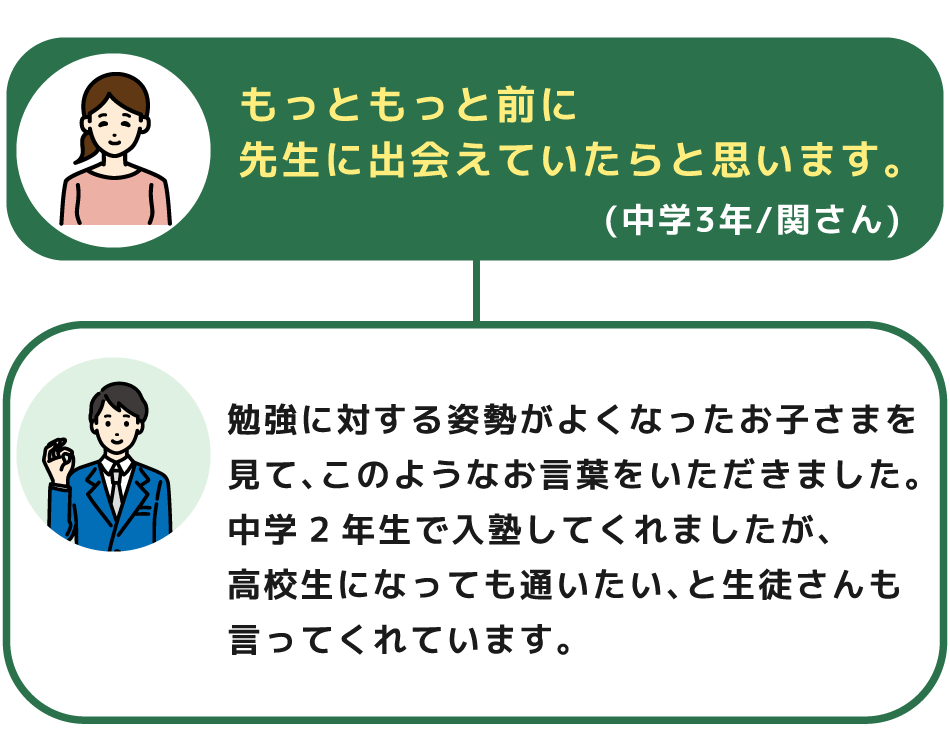 もっともっと前に
先生に出会えていたらと思います。
(中学3年/関さん)
勉強に対する姿勢がよくなったお子さまを
見て、このようなお言葉をいただきました。
中学2年生で入塾してくれましたが、
高校生になっても通いたい、と生徒さんも
言ってくれています。